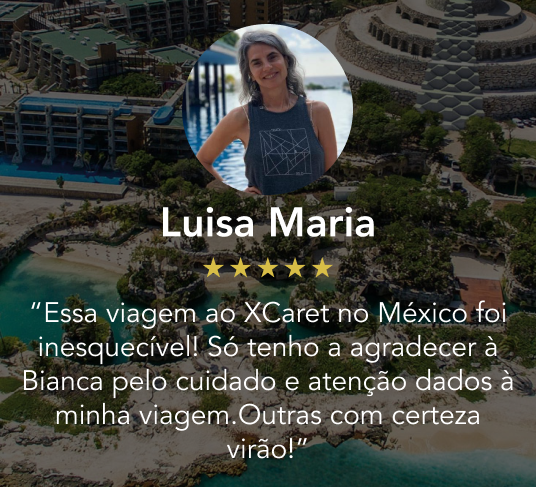 Luisa Maria
“Essa viagem ao XCaret no México foi
inesquecível! Só tenho a agradecer à
Bianca pelo cuidado e atenção dados à
minha viagem.Outras com certeza
virão!”